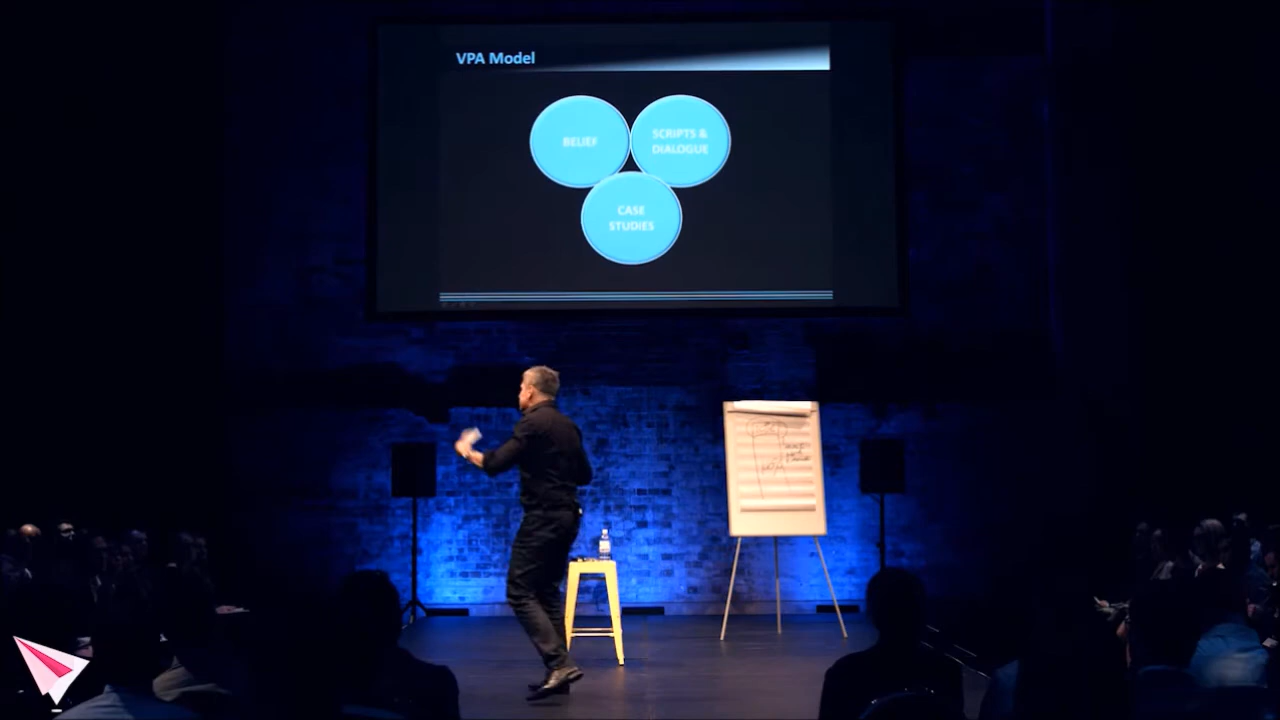 VPA Model
BELIEF
SCRIPTS &
DIALOGUE
CASE
STUDIES